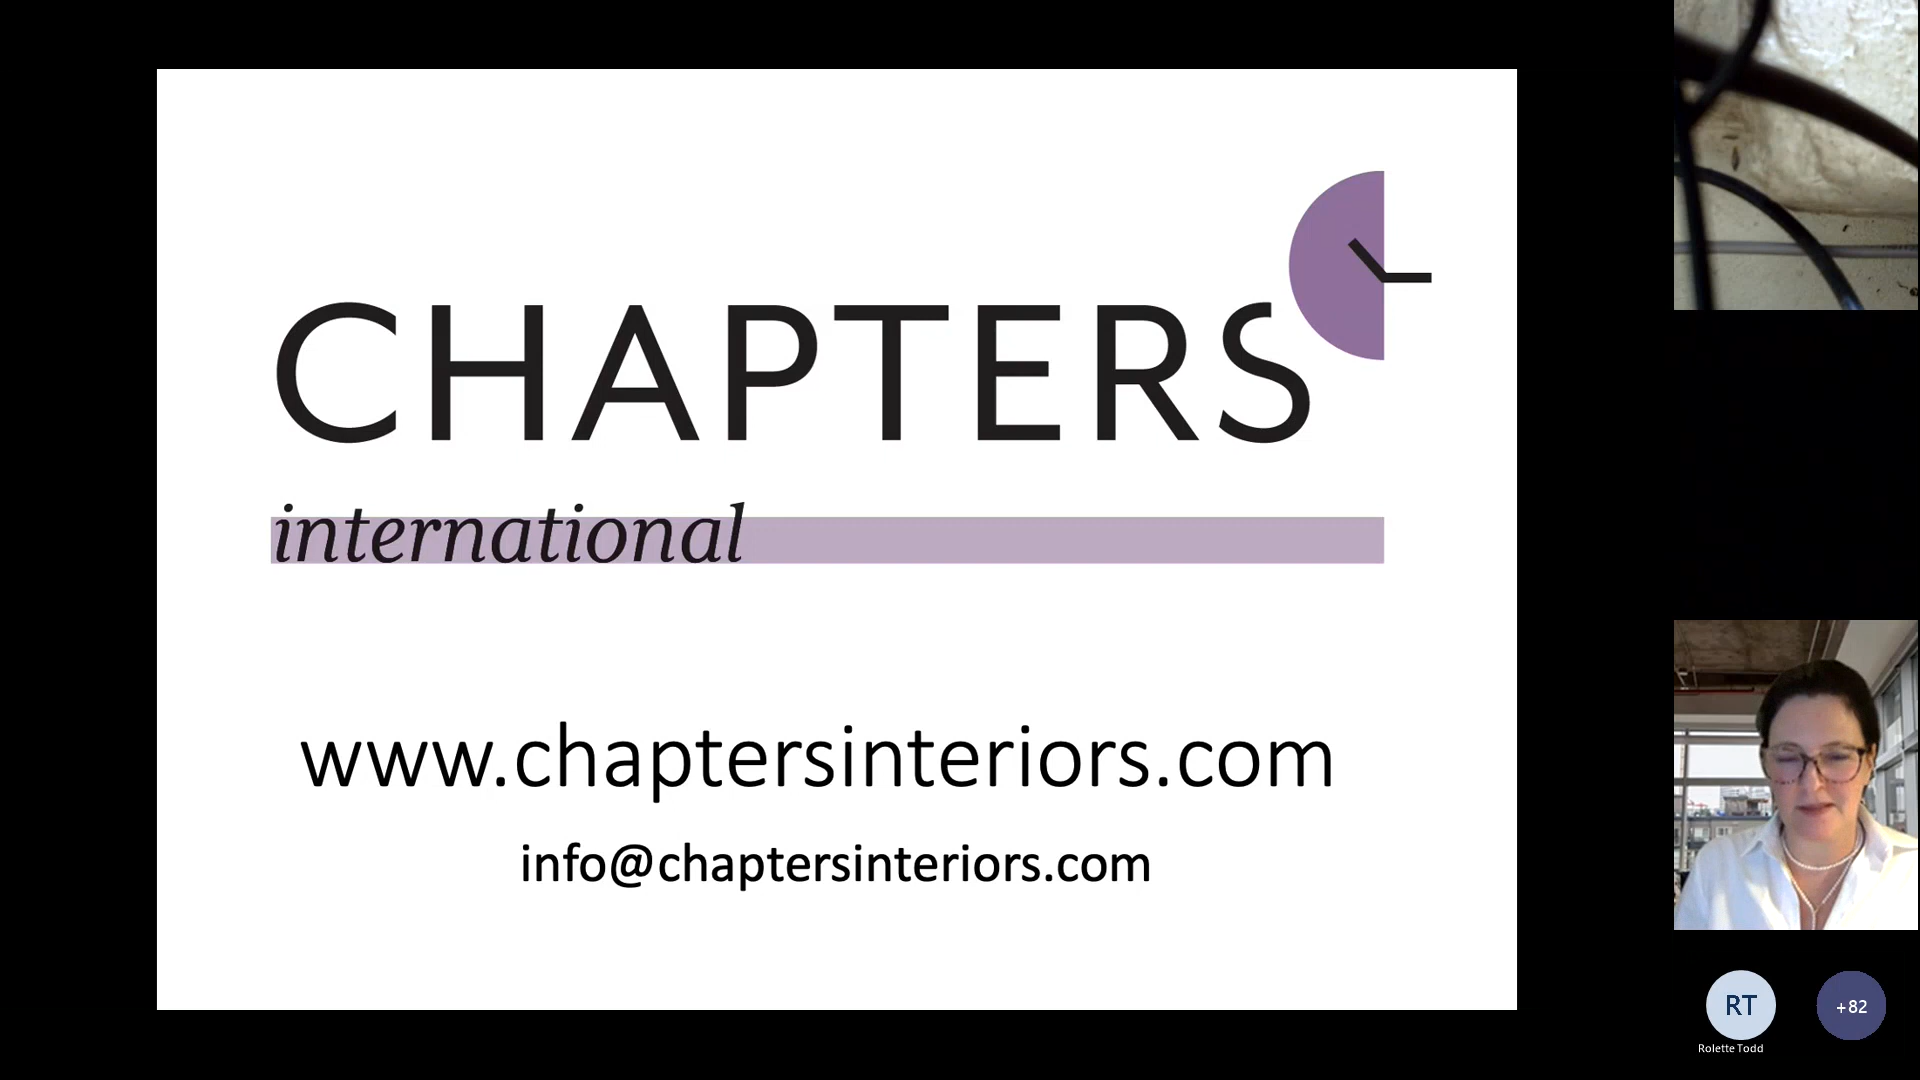 CHAPTERS
international
www.chaptersinteriors.com
info@chaptersinteriors.com
RT
+82
Rolette Todd